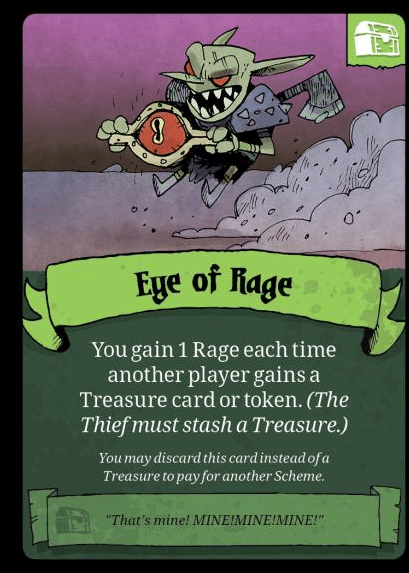 Eye of Rage
You gain 1 Rage each time
another player gains a
Treasure card or token. (The
Thief must stash a Treasure.)
You may discard this card instead of a
Treasure to pay for another Scheme.
"That's mine! MINE!MINE!MINE!"